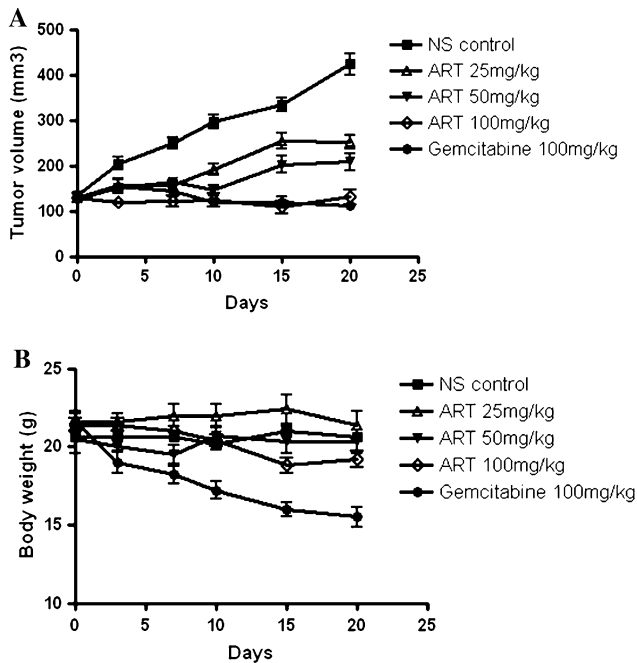 A
Tumor volume (mm3)
500
400
300
200
100
0
0 5 10 15 20 25
Days
NS control
ART 25mg/kg
ART 50mg/kg
ART 100mg/kg
Gemcitabine 100mg/kg
B
Body weight (g)
25
20
15
10
0 5 10 15 20 25
Days
NS control
ART 25mg/kg
ART 50mg/kg
ART 100mg/kg
Gemcitabine 100mg/kg